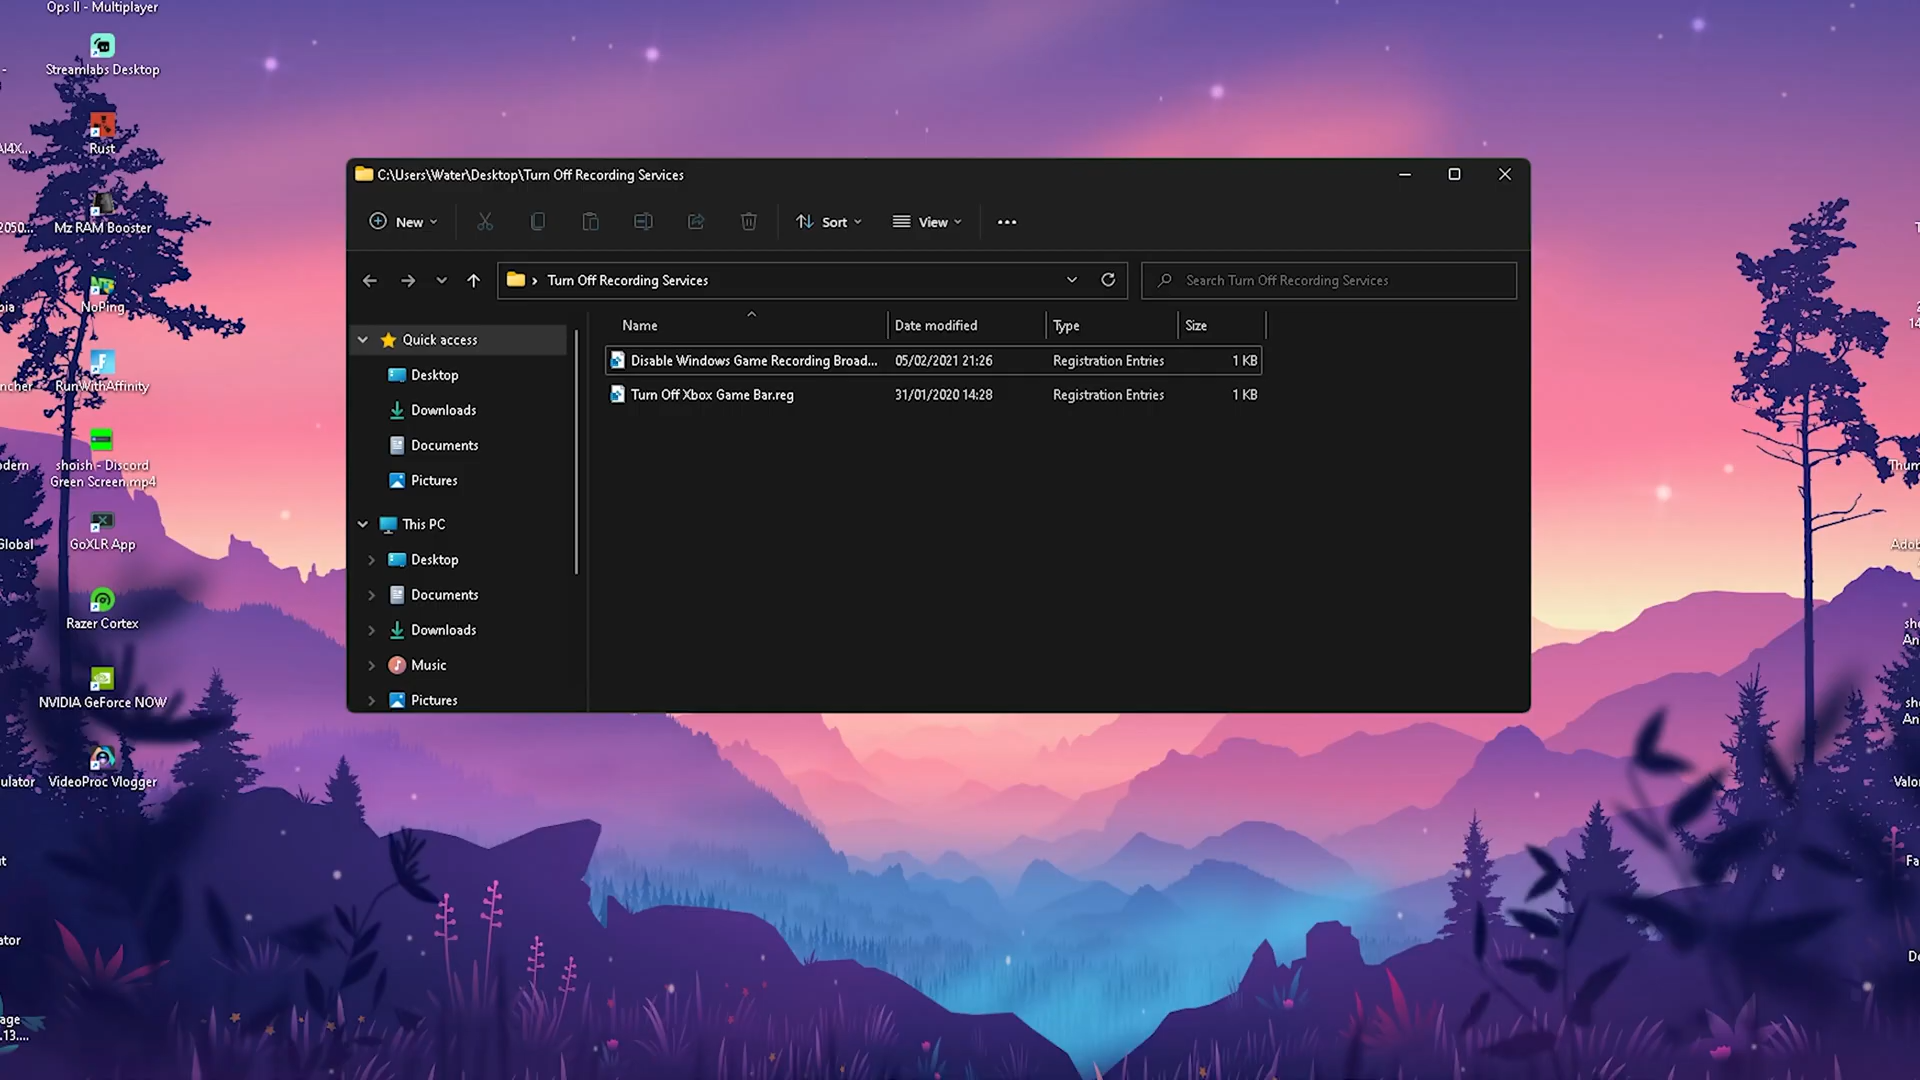 Ops II - Multiplayer
Streamlabs Desktop
Rust
Mz RAM Booster
NoPing
RunWithAffinity
shoish - Discord
Green Screen.mp4
GoXLR App
Razer Cortex
NVIDIA GeForce NOW
VideoProc Vlogger
C:\Users\Water\Desktop\Turn Off Recording Services
New
Sort
View
Turn Off Recording Services
Search Turn Off Recording Services
Name
Date modified
Type
Size
Quick access
Desktop
Downloads
Documents
Pictures
This PC
Desktop
Documents
Downloads
Music
Pictures
Disable Windows Game Recording Broad... 05/02/2021 21:26 Registration Entries 1 KB
Turn Off Xbox Game Bar.reg 31/01/2020 14:28 Registration Entries 1 KB